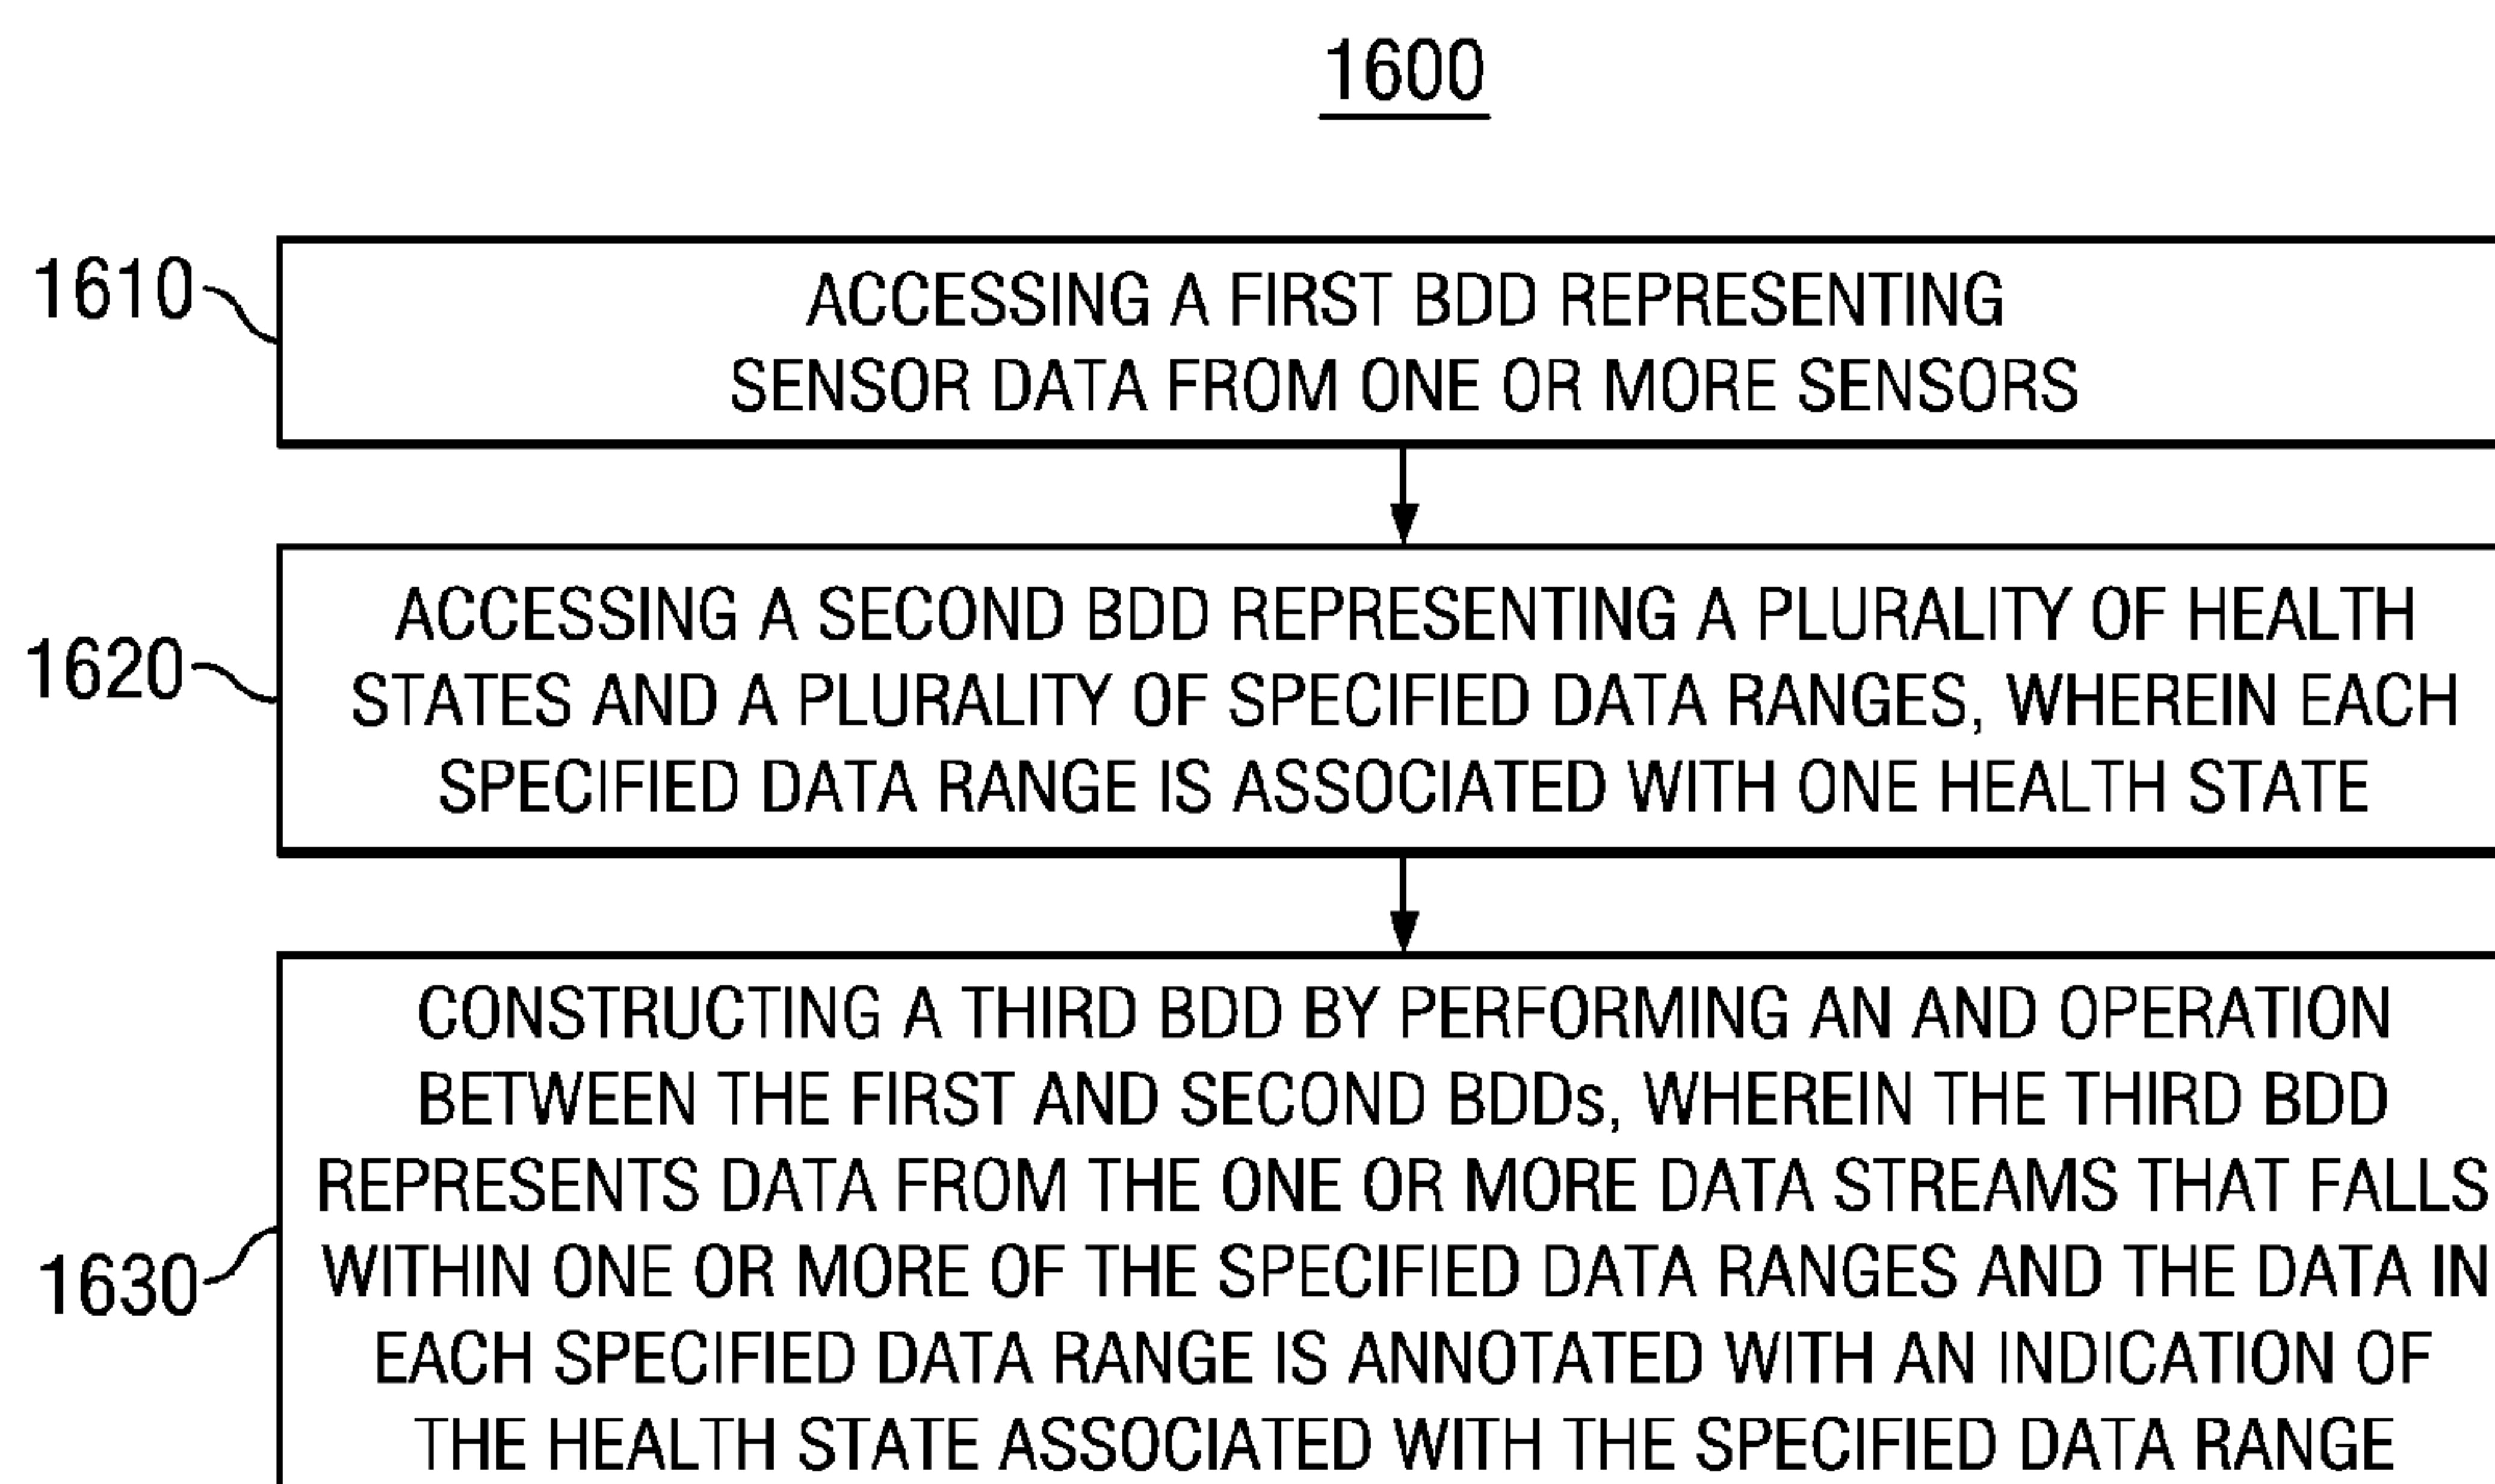 1600
1610
ACCESSING A FIRST BDD REPRESENTING
SENSOR DATA FROM ONE OR MORE SENSORS
1620
ACCESSING A SECOND BDD REPRESENTING A PLURALITY OF HEALTH
STATES AND A PLURALITY OF SPECIFIED DATA RANGES, WHEREIN EACH
SPECIFIED DATA RANGE IS ASSOCIATED WITH ONE HEALTH STATE
1630
CONSTRUCTING A THIRD BDD BY PERFORMING AN AND OPERATION
BETWEEN THE FIRST AND SECOND BDDs, WHEREIN THE THIRD BDD
REPRESENTS DATA FROM THE ONE OR MORE DATA STREAMS THAT FALLS
WITHIN ONE OR MORE OF THE SPECIFIED DATA RANGES AND THE DATA IN
EACH SPECIFIED DATA RANGE IS ANNOTATED WITH AN INDICATION OF
THE HEALTH STATE ASSOCIATED WITH THE SPECIFIED DATA RANGE